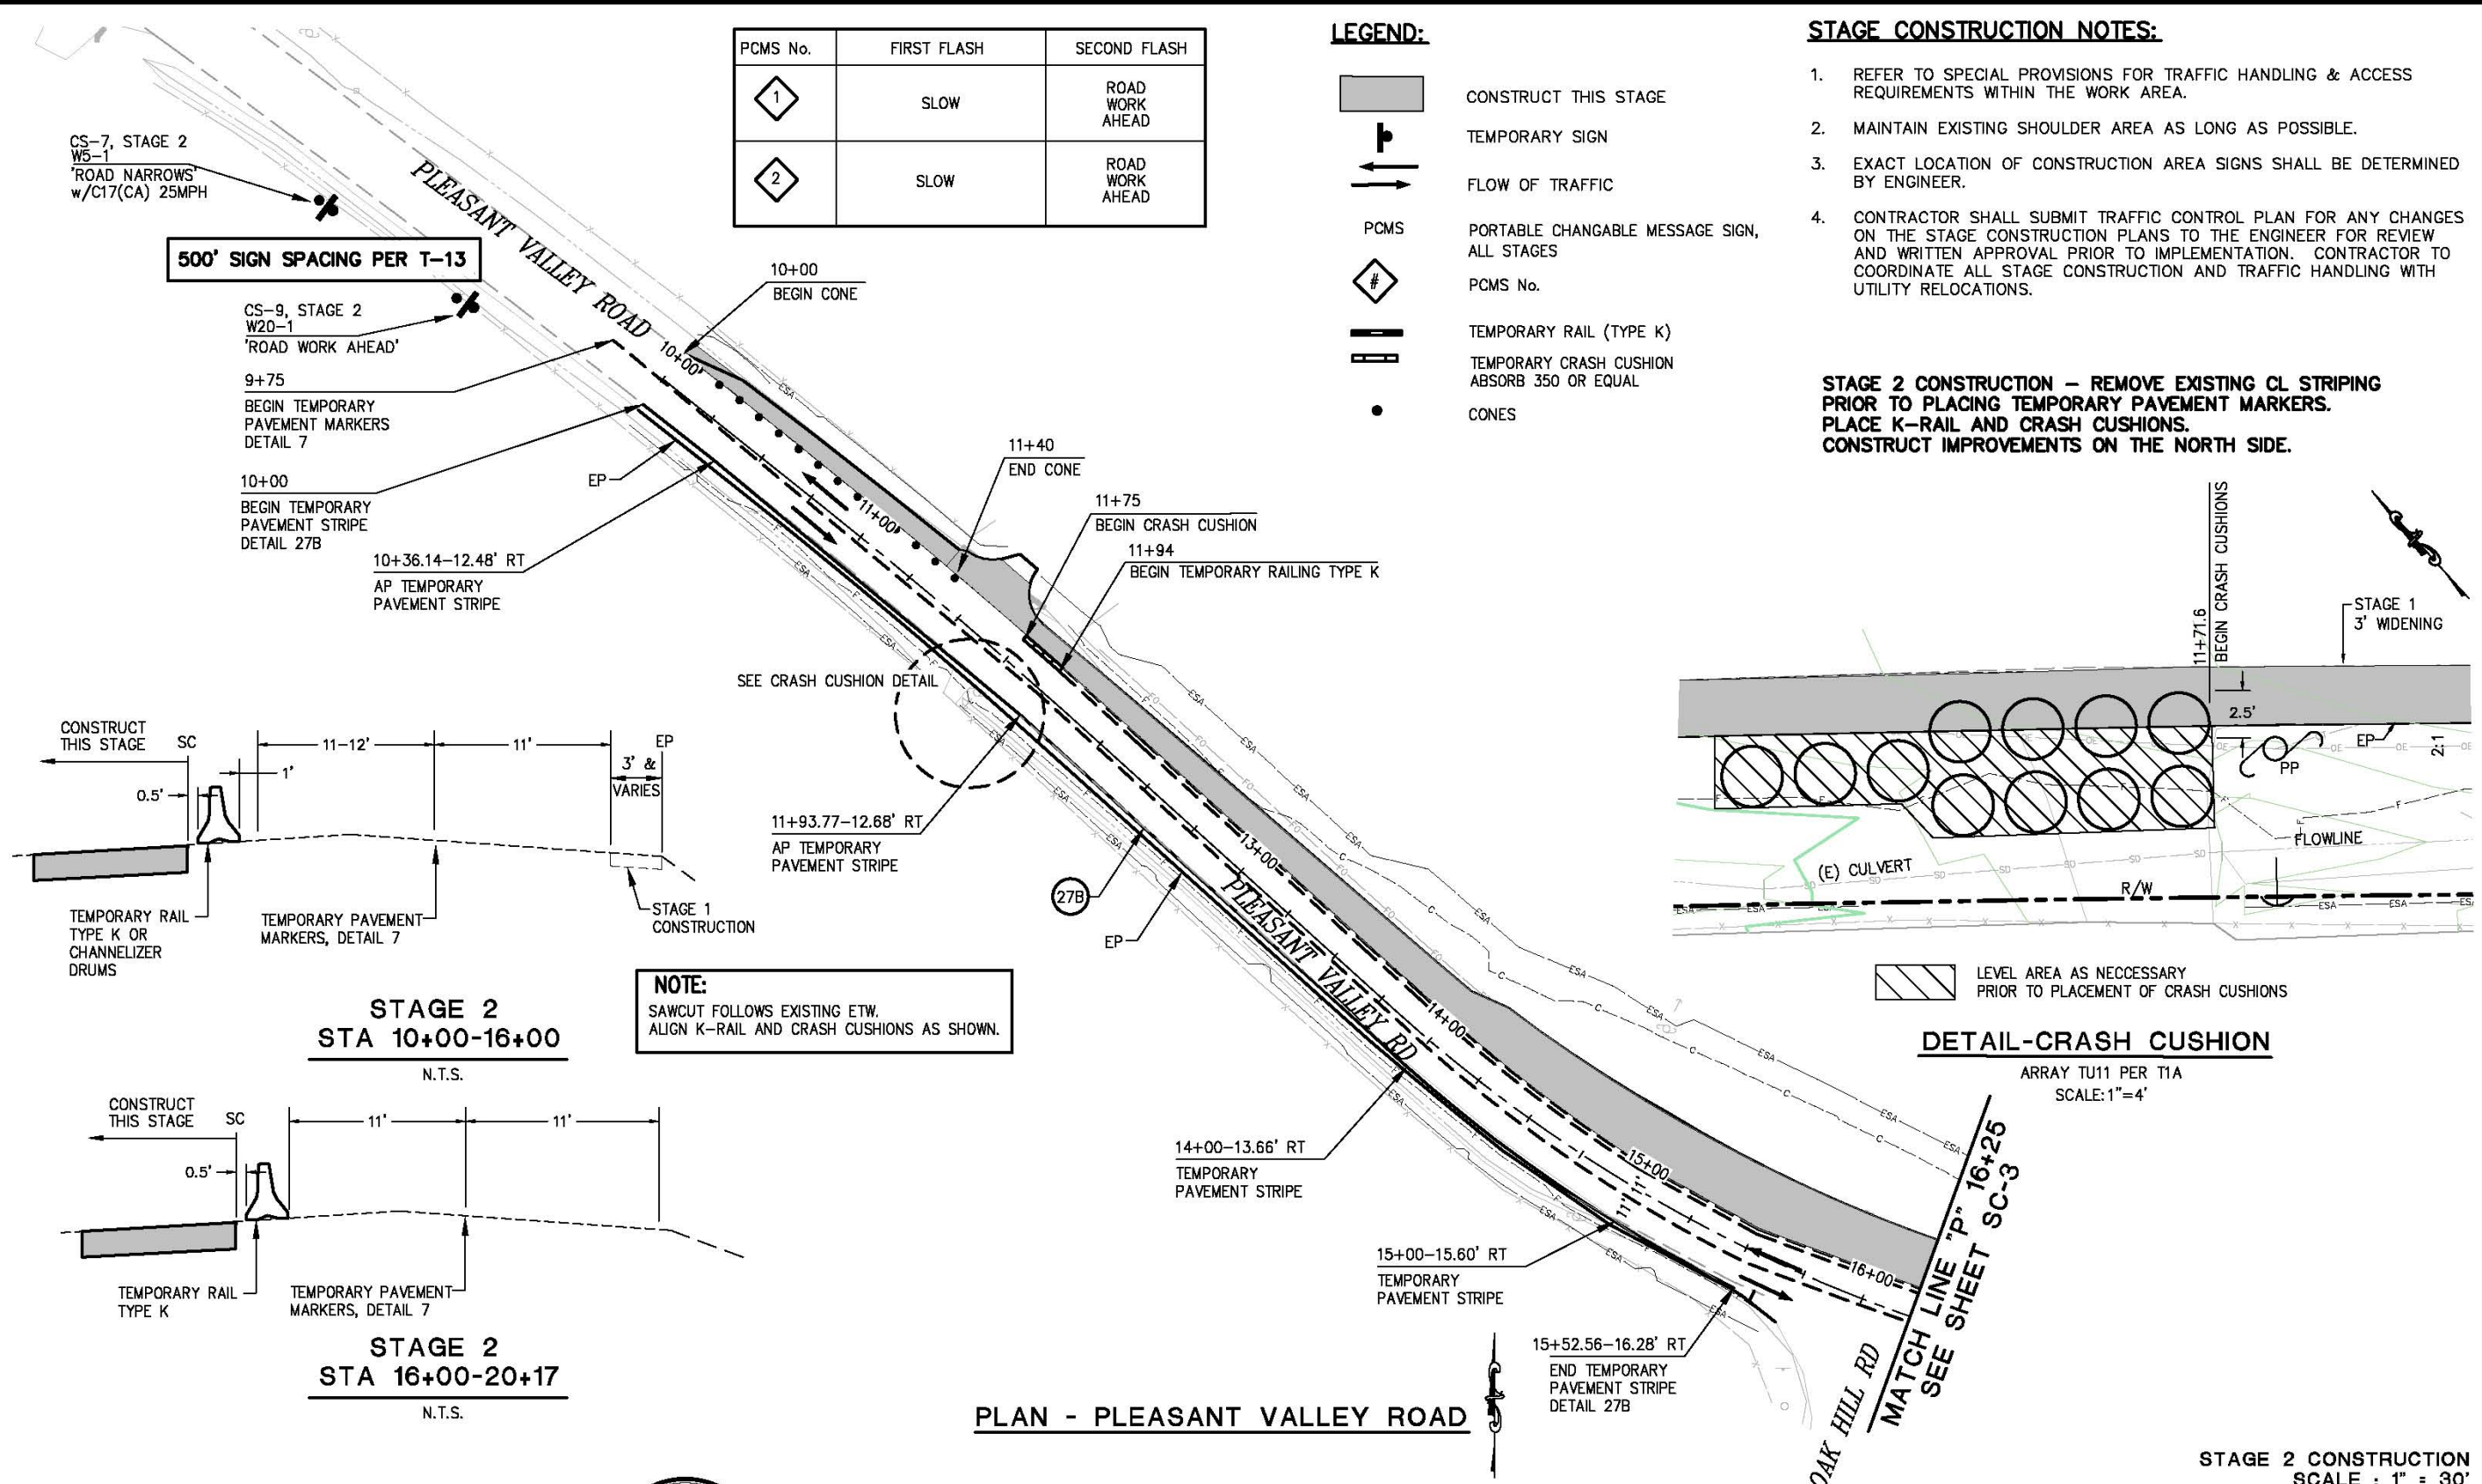 PCMS No.
FIRST FLASH
SECOND FLASH
1
SLOW
ROAD
WORK
AHEAD
2
SLOW
ROAD
WORK
AHEAD
LEGEND:
CONSTRUCT THIS STAGE
TEMPORARY SIGN
FLOW OF TRAFFIC
PCMS
PORTABLE CHANGABLE MESSAGE SIGN,
ALL STAGES
#
PCMS No.
TEMPORARY RAIL (TYPE K)
TEMPORARY CRASH CUSHION
ABSORB 350 OR EQUAL
CONES
STAGE CONSTRUCTION NOTES:
1. REFER TO SPECIAL PROVISIONS FOR TRAFFIC HANDLING & ACCESS
REQUIREMENTS WITHIN THE WORK AREA.
2. MAINTAIN EXISTING SHOULDER AREA AS LONG AS POSSIBLE.
3. EXACT LOCATION OF CONSTRUCTION AREA SIGNS SHALL BE DETERMINED
BY ENGINEER.
4. CONTRACTOR SHALL SUBMIT TRAFFIC CONTROL PLAN FOR ANY CHANGES
ON THE STAGE CONSTRUCTION PLANS TO THE ENGINEER FOR REVIEW
AND WRITTEN APPROVAL PRIOR TO IMPLEMENTATION. CONTRACTOR TO
COORDINATE ALL STAGE CONSTRUCTION AND TRAFFIC HANDLING WITH
UTILITY RELOCATIONS.
STAGE 2 CONSTRUCTION – REMOVE EXISTING CL STRIPING
PRIOR TO PLACING TEMPORARY PAVEMENT MARKERS.
PLACE K–RAIL AND CRASH CUSHIONS.
CONSTRUCT IMPROVEMENTS ON THE NORTH SIDE.
CS–7, STAGE 2
W5–1
'ROAD NARROWS'
w/C17(CA) 25MPH
500' SIGN SPACING PER T–13
CS–9, STAGE 2
W20–1
'ROAD WORK AHEAD'
9+75
BEGIN TEMPORARY
PAVEMENT MARKERS
DETAIL 7
10+00
BEGIN TEMPORARY
PAVEMENT STRIPE
DETAIL 27B
EP
10+36.14–12.48' RT
AP TEMPORARY
PAVEMENT STRIPE
PLEASANT VALLEY ROAD
10+00
BEGIN CONE
10+00
11+40
END CONE
11+00
11+75
BEGIN CRASH CUSHION
11+94
BEGIN TEMPORARY RAILING TYPE K
SEE CRASH CUSHION DETAIL
11+93.77–12.68' RT
AP TEMPORARY
PAVEMENT STRIPE
27B
EP
13+00
PLEASANT VALLEY RD
14+00
14+00–13.66' RT
TEMPORARY
PAVEMENT STRIPE
15+00
11' 11'
15+00–15.60' RT
TEMPORARY
PAVEMENT STRIPE
16+00
15+52.56–16.28' RT
END TEMPORARY
PAVEMENT STRIPE
DETAIL 27B
OAK HILL RD
MATCH LINE "P" 16+25
SEE SHEET SC-3
CONSTRUCT
THIS STAGE
SC
11–12'
11'
EP
1'
0.5'
3' &
VARIES
TEMPORARY RAIL
TYPE K OR
CHANNELIZER
DRUMS
TEMPORARY PAVEMENT
MARKERS, DETAIL 7
STAGE 1
CONSTRUCTION
STAGE 2
STA 10+00-16+00
N.T.S.
NOTE:
SAWCUT FOLLOWS EXISTING ETW.
ALIGN K–RAIL AND CRASH CUSHIONS AS SHOWN.
CONSTRUCT
THIS STAGE
SC
11'
11'
0.5'
TEMPORARY RAIL
TYPE K
TEMPORARY PAVEMENT
MARKERS, DETAIL 7
STAGE 2
STA 16+00-20+17
N.T.S.
11+71.6
BEGIN CRASH CUSHIONS
STAGE 1
3' WIDENING
2.5'
EP
2:1
PP
FLOWLINE
(E) CULVERT
R/W
LEVEL AREA AS NECCESSARY
PRIOR TO PLACEMENT OF CRASH CUSHIONS
DETAIL-CRASH CUSHION
ARRAY TU11 PER T1A
SCALE: 1"=4'
PLAN - PLEASANT VALLEY ROAD
STAGE 2 CONSTRUCTION
SCALE : 1" = 30'